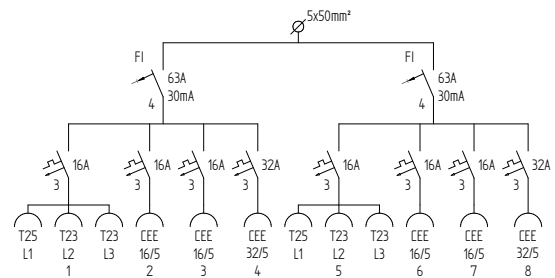 5x50mm²
FI 63A FI 63A
30mA 30mA
4 4
16A 16A 16A 32A 16A 16A 16A 32A
3 3 3 3 3 3 3 3
T25 T23 T23 CEE CEE CEE T25 T23 T23 CEE CEE CEE
L1 L2 L3 16/5 16/5 32/5 L1 L2 L3 16/5 16/5 32/5
1 2 3 4 5 6 7 8